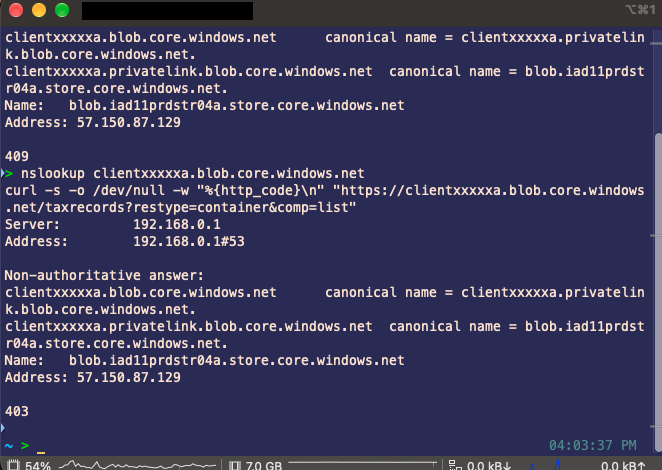 ⌥⌘1
clientxxxxxa.blob.core.windows.net      canonical name = clientxxxxxa.privatelin
k.blob.core.windows.net.
clientxxxxxa.privatelink.blob.core.windows.net  canonical name = blob.iad11prdst
r04a.store.core.windows.net.
Name:   blob.iad11prdstr04a.store.core.windows.net
Address: 57.150.87.129
409
> nslookup clientxxxxxa.blob.core.windows.net
curl -s -o /dev/null -w "%{http_code}\n" "https://clientxxxxxa.blob.core.windows
.net/taxrecords?restype=container&comp=list"
Server:         192.168.0.1
Address:        192.168.0.1#53
Non-authoritative answer:
clientxxxxxa.blob.core.windows.net      canonical name = clientxxxxxa.privatelin
k.blob.core.windows.net.
clientxxxxxa.privatelink.blob.core.windows.net  canonical name = blob.iad11prdst
r04a.store.core.windows.net.
Name:   blob.iad11prdstr04a.store.core.windows.net
Address: 57.150.87.129
403
~ > 04:03:37 PM
54% 7.0 GB 0.0 kB↓ 0.0 kB↑